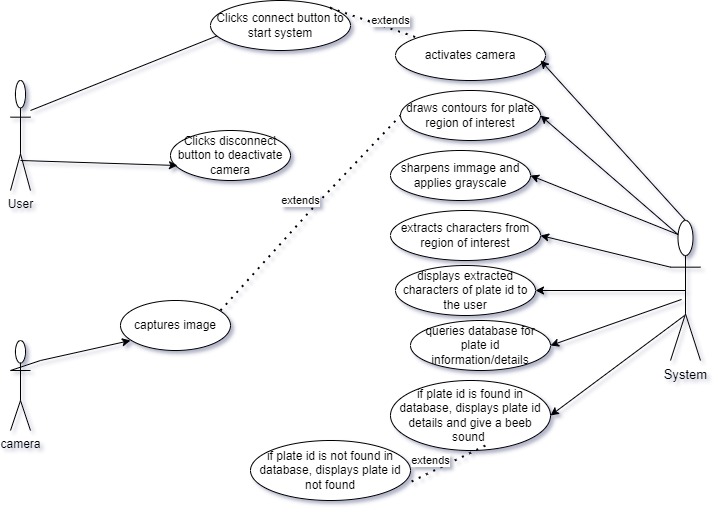 Clicks connect button to
start system
extends
activates camera
draws contours for plate
region of interest
Clicks disconnect
button to deactivate
camera
sharpens immage and
applies grayscale
User
extends
extracts characters from
region of interest
displays extracted
characters of plate id to
the user
captures image
queries database for
plate id
information/details
System
if plate id is found in
database, displays plate id
details and give a beeb
sound
camera
if plate id is not found in
database, displays plate id
not found
extends